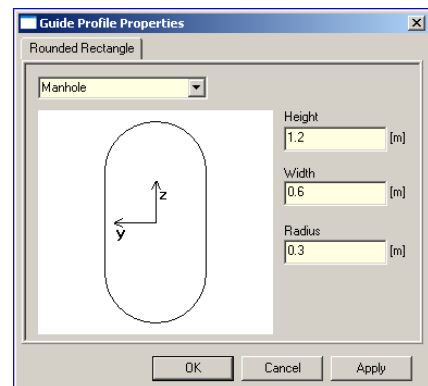 Guide Profile Properties
Rounded Rectangle
Manhole
Height
1.2 [m]
Width
z
0.6 [m]
y
Radius
0.3 [m]
OK Cancel Apply